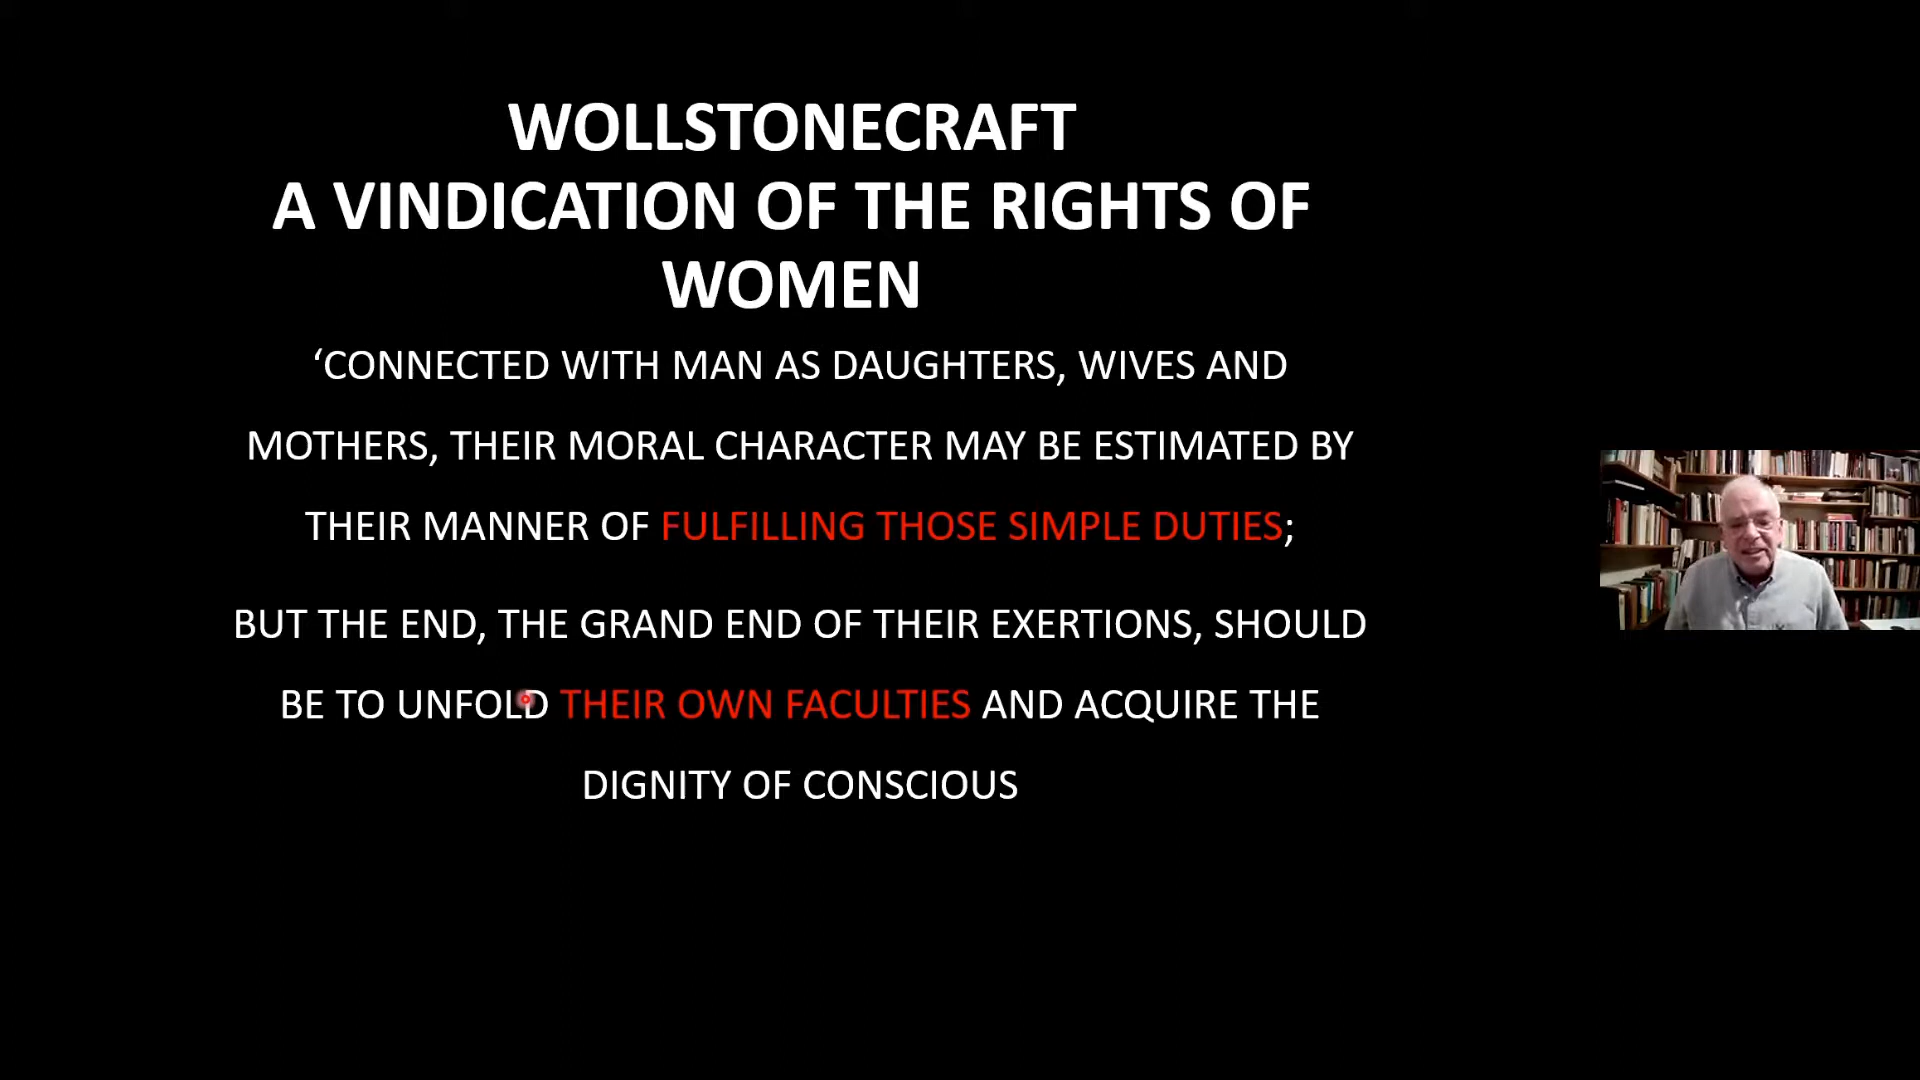 WOLLSTONECRAFT
A VINDICATION OF THE RIGHTS OF
WOMEN
‘CONNECTED WITH MAN AS DAUGHTERS, WIVES AND
MOTHERS, THEIR MORAL CHARACTER MAY BE ESTIMATED BY
THEIR MANNER OF FULFILLING THOSE SIMPLE DUTIES;
BUT THE END, THE GRAND END OF THEIR EXERTIONS, SHOULD
BE TO UNFOLD THEIR OWN FACULTIES AND ACQUIRE THE
DIGNITY OF CONSCIOUS